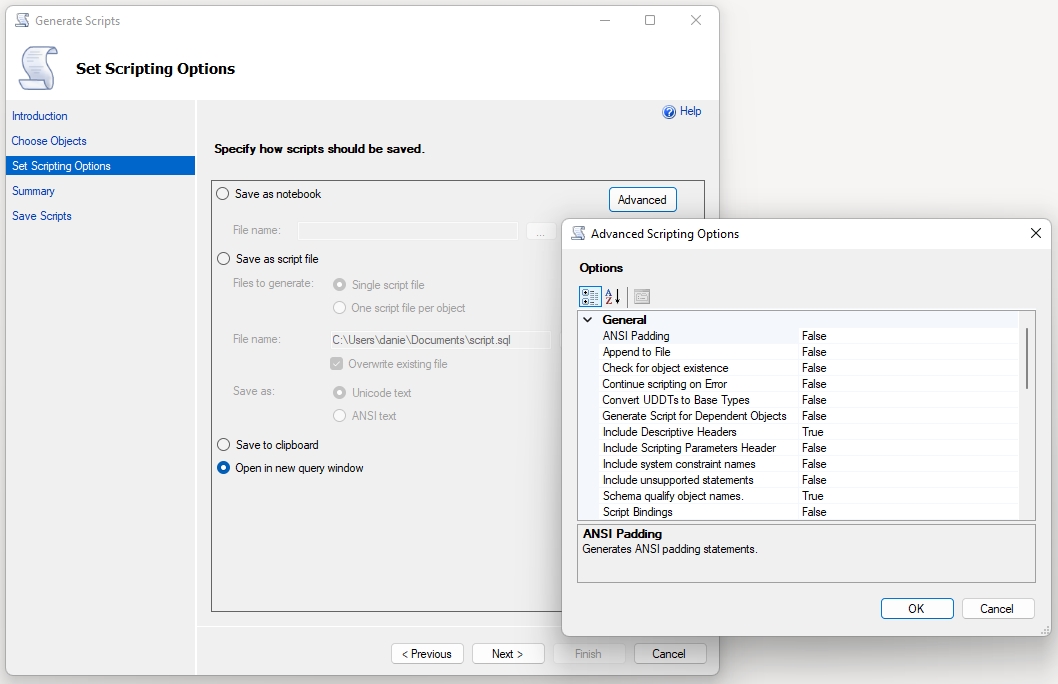 Generate Scripts
Set Scripting Options
Introduction
Choose Objects
Set Scripting Options
Summary
Save Scripts
Help
Specify how scripts should be saved.
Save as notebook
Advanced
File name:
...
Save as script file
Files to generate:
Single script file
One script file per object
File name:
C:\Users\danie\Documents\script.sql
Overwrite existing file
Save as:
Unicode text
ANSI text
Save to clipboard
Open in new query window
< Previous
Next >
Finish
Cancel
Advanced Scripting Options
Options
A
Z
General
ANSI Padding False
Append to File False
Check for object existence False
Continue scripting on Error False
Convert UDDTs to Base Types False
Generate Script for Dependent Objects False
Include Descriptive Headers True
Include Scripting Parameters Header False
Include system constraint names False
Include unsupported statements False
Schema qualify object names. True
Script Bindings False
ANSI Padding
Generates ANSI padding statements.
OK
Cancel